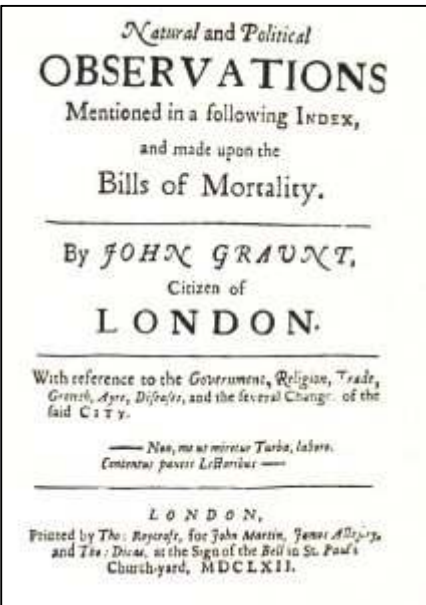 Natural and Political
OBSERVATIONS
Mentioned in a following INDEX,
and made upon the
Bills of Mortality.
By JOHN GRAUNT,
Citizen of
LONDON.
With reference to the Government, Religion, Trade,
Growth, Ayre, Diseases, and the several Changes of the
said CITY.
—— Non, me ut miretur Turba, laboro.
Contentus paucis Lectoribus ——
LONDON,
Printed by Tho: Roycroft, for John Martin, James Allestry,
and Tho: Dicas, at the Sign of the Bell in St. Paul's
Church-yard, MDCLXII.